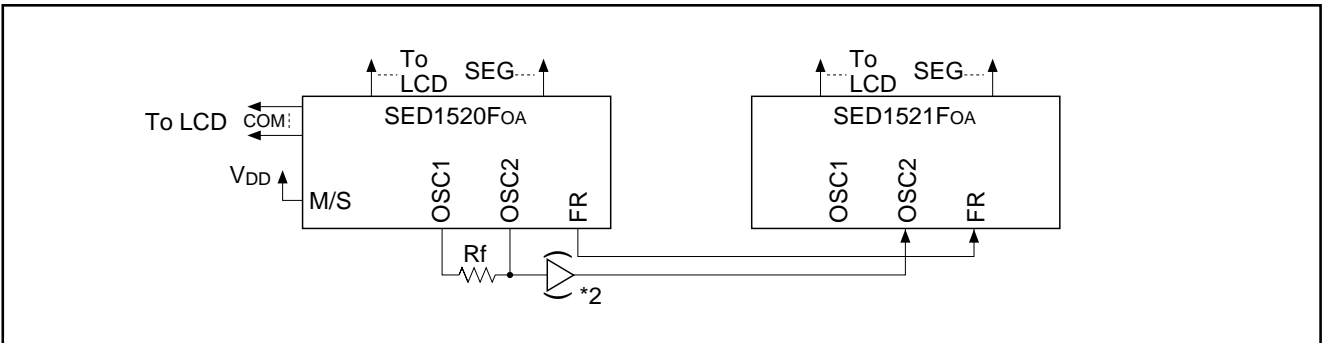 To LCD SEG
To LCD SEG
SED1520FOA
SED1521FOA
To LCD COM
VDD
M/S
OSC1
OSC2
FR
OSC1
OSC2
FR
Rf
*2